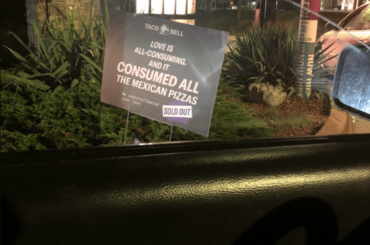 TACO BELL
LOVE IS
ALL-CONSUMING.
AND IT
CONSUMED ALL
THE MEXICAN PIZZAS
SOLD OUT